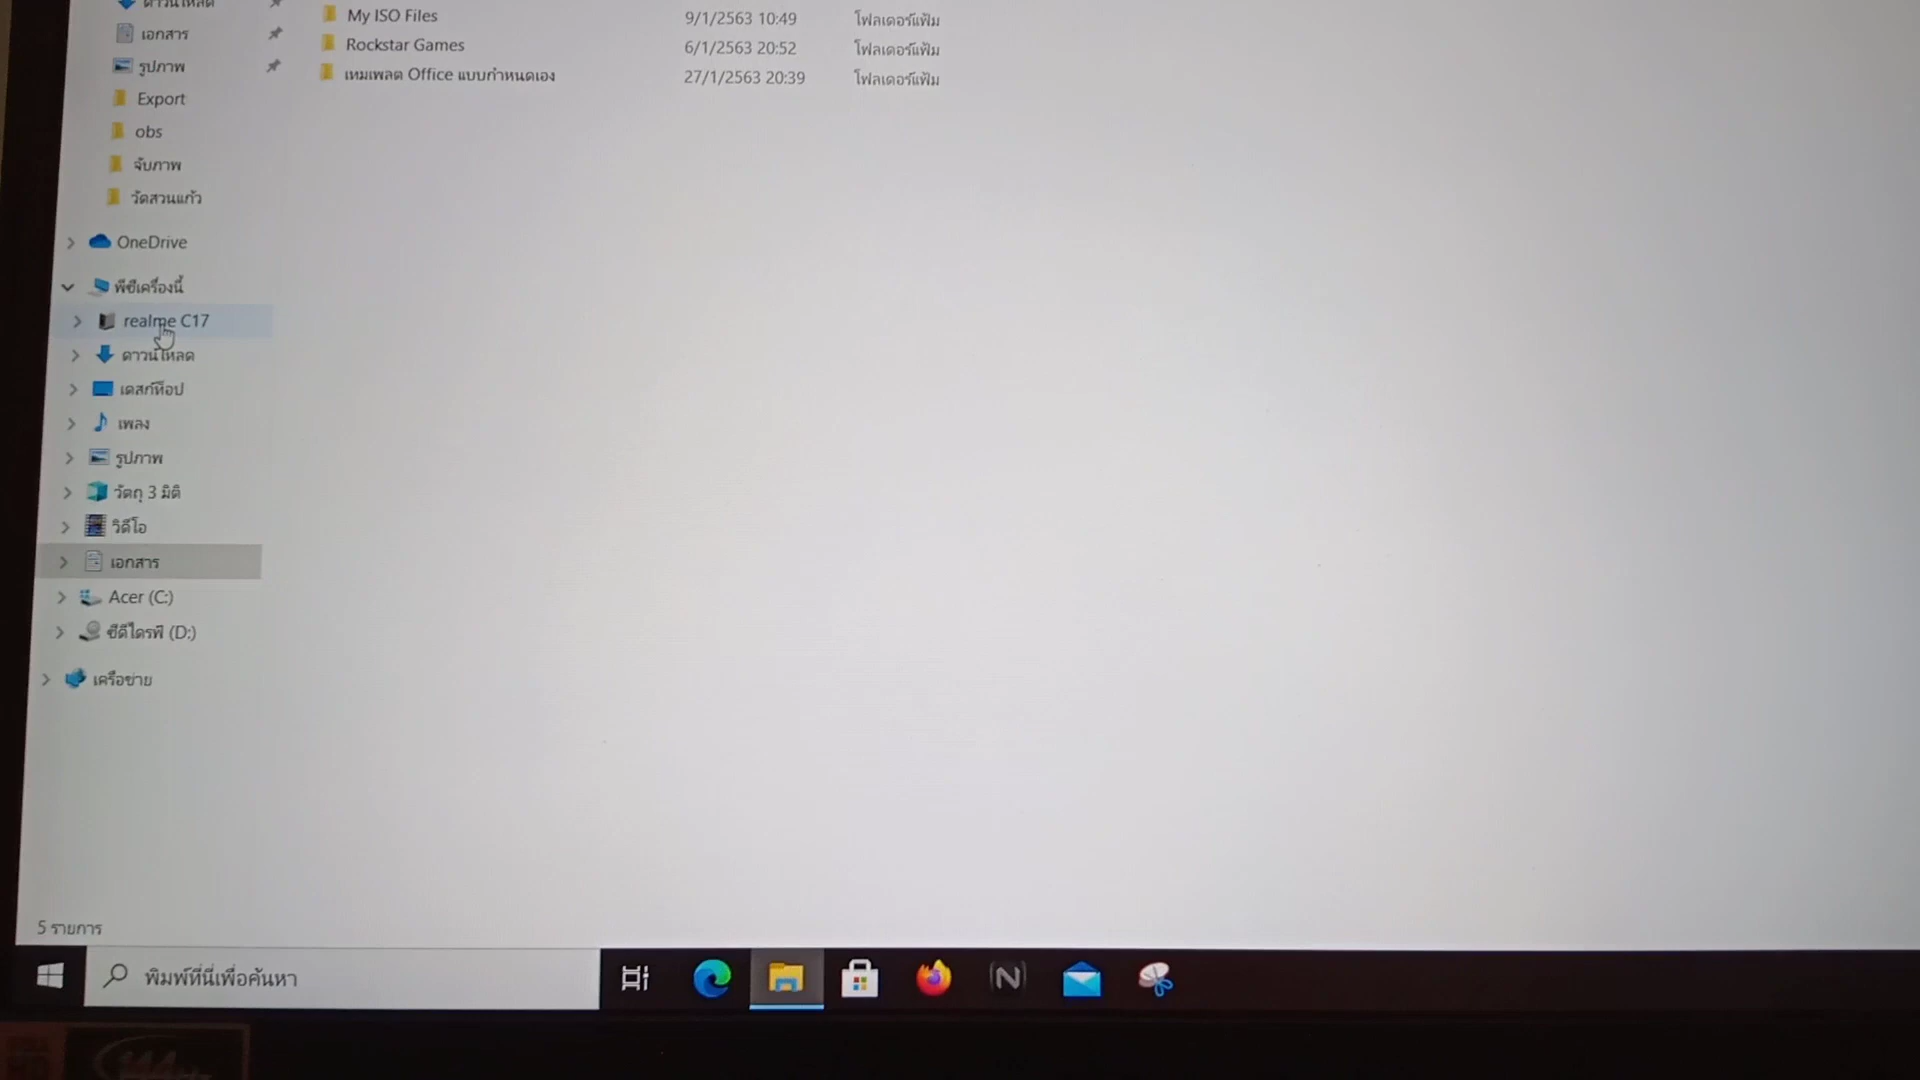 ดาวน์โหลด
My ISO Files 9/1/2563 10:49 โฟลเดอร์แฟ้ม
เอกสาร
Rockstar Games 6/1/2563 20:52 โฟลเดอร์แฟ้ม
รูปภาพ
เทมเพลต Office แบบกำหนดเอง 27/1/2563 20:39 โฟลเดอร์แฟ้ม
Export
obs
จับภาพ
วัดสวนแก้ว
OneDrive
พีซีเครื่องนี้
realme C17
ดาวน์โหลด
เดสก์ท็อป
เพลง
รูปภาพ
วัตถุ 3 มิติ
วิดีโอ
เอกสาร
Acer (C:)
ซีดีไดรฟ์ (D:)
เครือข่าย
5 รายการ
พิมพ์ที่นี่เพื่อค้นหา